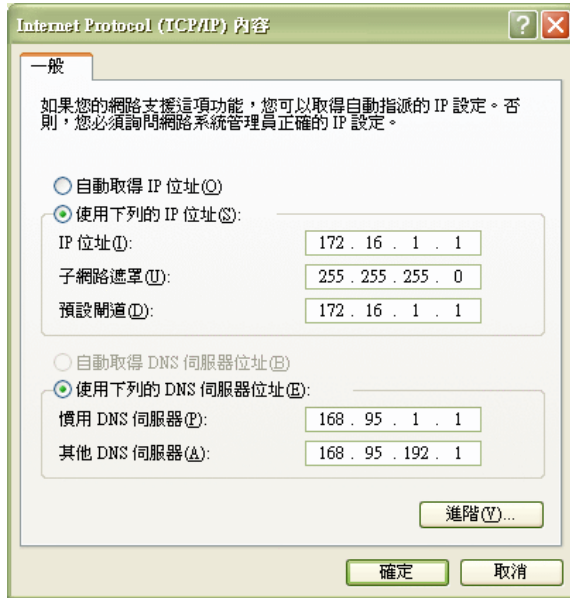 Internet Protocol (TCP/IP) 內容
一般
如果您的網路支援這項功能，您可以取得自動指派的 IP 設定。否
則，您必須詢問網路系統管理員正確的 IP 設定。
自動取得 IP 位址(O)
使用下列的 IP 位址(S):
IP 位址(I): 172 . 16 . 1 . 1
子網路遮罩(U): 255 . 255 . 255 . 0
預設閘道(D): 172 . 16 . 1 . 1
自動取得 DNS 伺服器位址(B)
使用下列的 DNS 伺服器位址(E):
慣用 DNS 伺服器(P): 168 . 95 . 1 . 1
其他 DNS 伺服器(A): 168 . 95 . 192 . 1
進階(V)...
確定 取消